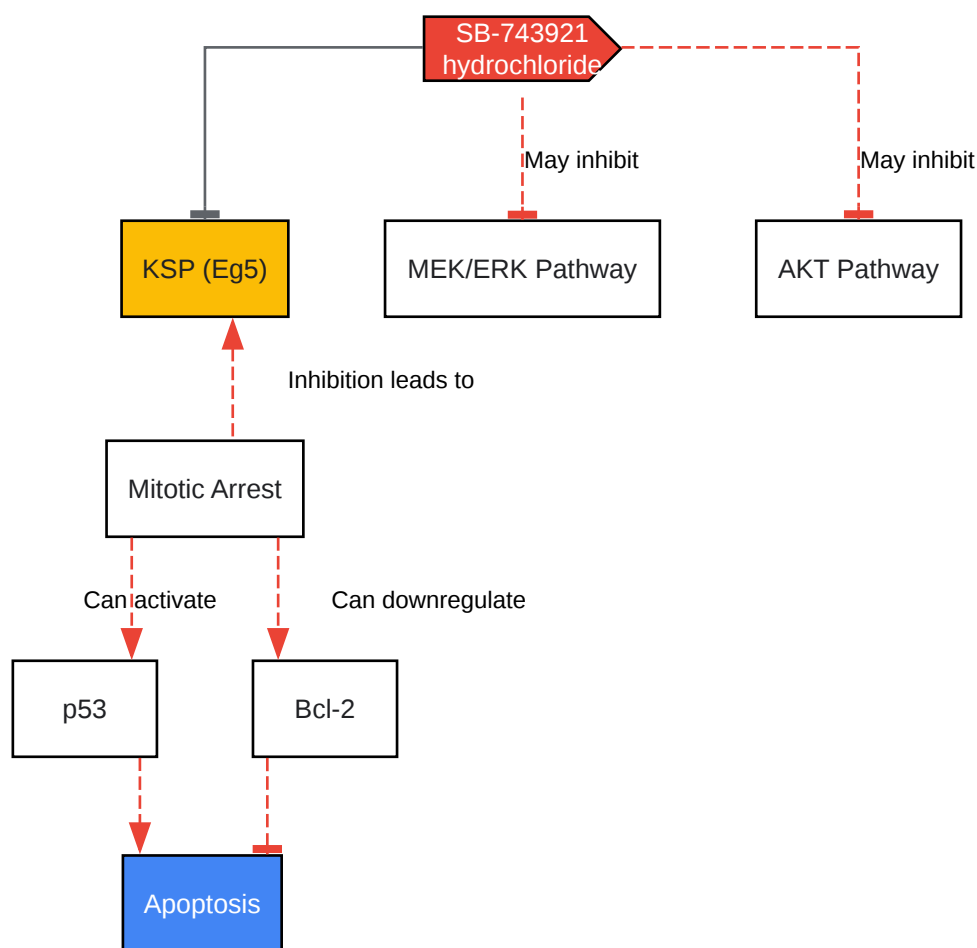 SB-743921
hydrochloride
May inhibit
May inhibit
KSP (Eg5)
MEK/ERK Pathway
AKT Pathway
Inhibition leads to
Mitotic Arrest
Can activate
Can downregulate
p53
Bcl-2
Apoptosis